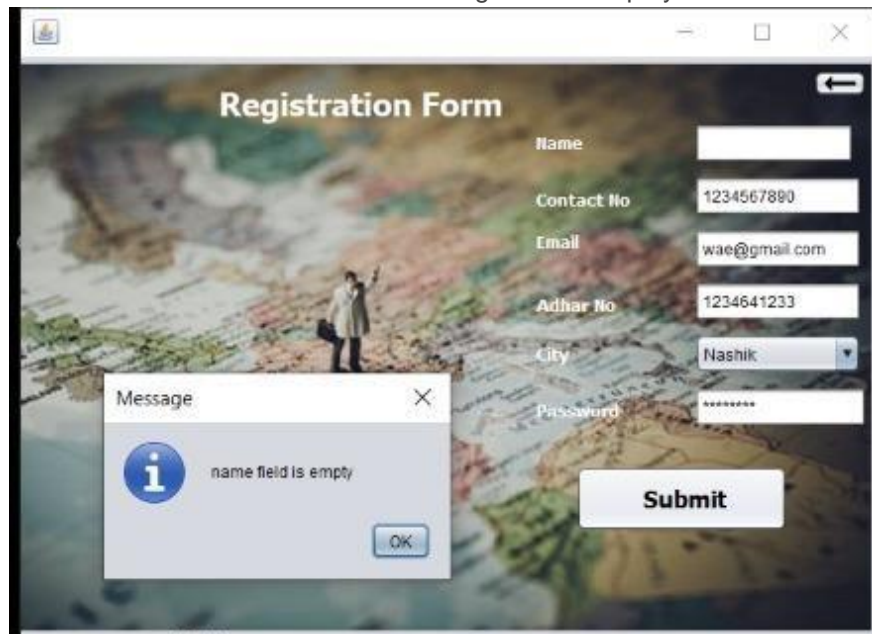 Registration Form
Name
Contact No 1234567890
Email wae@gmail.com
Adhar No 1234641233
City Nashik
Password ********
Message
name field is empty
OK
Submit